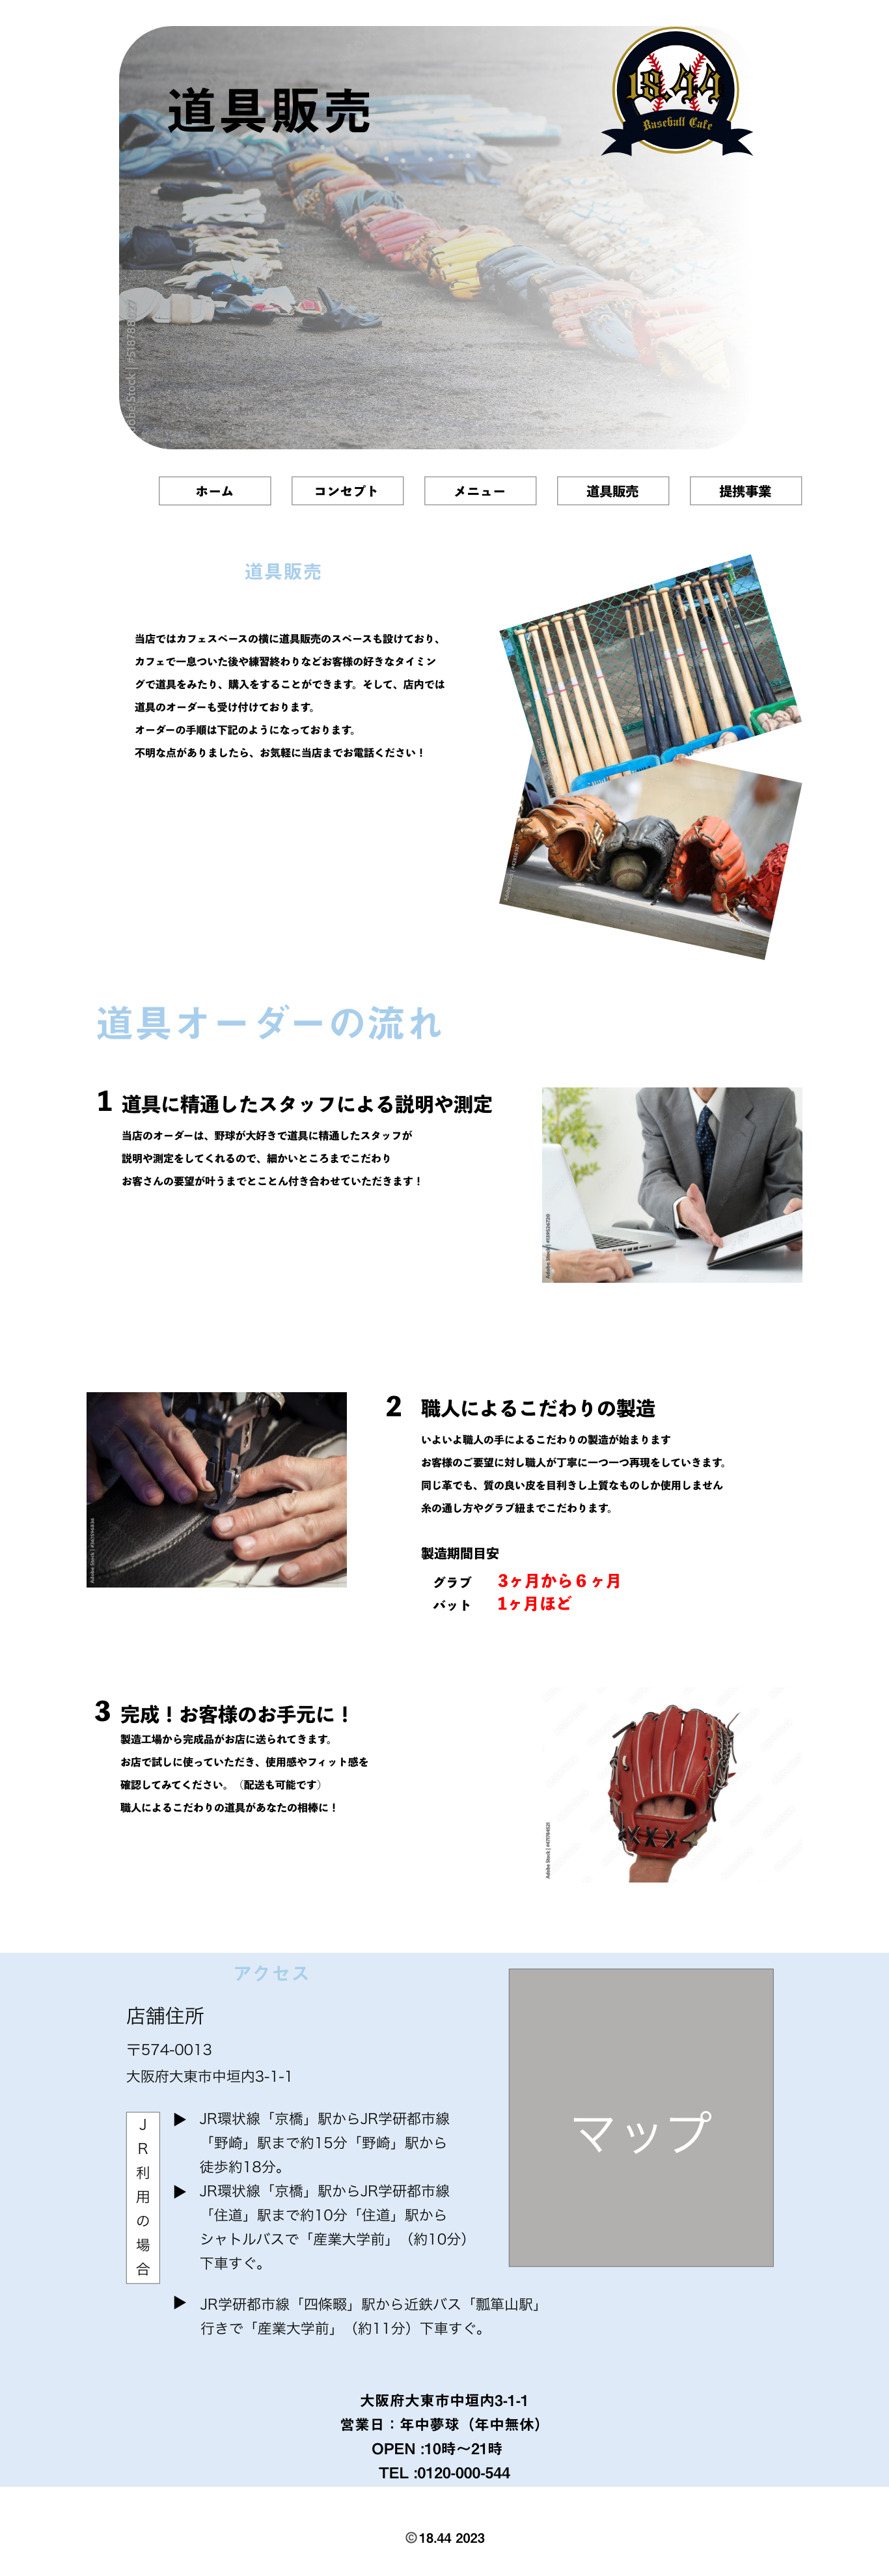 道具販売
18.44
Baseball Cafe
Adobe Stock | #518788027
ホーム
コンセプト
メニュー
道具販売
提携事業
道具販売
当店ではカフェスペースの横に道具販売のスペースも設けており、
カフェで一息ついた後や練習終わりなどお客様の好きなタイミン
グで道具をみたり、購入をすることができます。そして、店内では
道具のオーダーも受け付けております。
オーダーの手順は下記のようになっております。
不明な点がありましたら、お気軽に当店までお電話ください！
道具オーダーの流れ
1 道具に精通したスタッフによる説明や測定
当店のオーダーは、野球が大好きで道具に精通したスタッフが
説明や測定をしてくれるので、細かいところまでこだわり
お客さんの要望が叶うまでとことん付き合わせていただきます！
Adobe Stock
2 職人によるこだわりの製造
いよいよ職人の手によるこだわりの製造が始まります
お客様のご要望に対し職人が丁寧に一つ一つ再現をしていきます。
同じ革でも、質の良い皮を目利きし上質なものしか使用しません
糸の通し方やグラブ紐までこだわります。
製造期間目安
グラブ 3ヶ月から６ヶ月
バット 1ヶ月ほど
Adobe Stock
3 完成！お客様のお手元に！
製造工場から完成品がお店に送られてきます。
お店で試しに使っていただき、使用感やフィット感を
確認してみてください。（配送も可能です）
職人によるこだわりの道具があなたの相棒に！
Adobe Stock
アクセス
店舗住所
〒574-0013
大阪府大東市中垣内3-1-1
JR利用の場合
▶ JR環状線「京橋」駅からJR学研都市線
「野崎」駅まで約15分「野崎」駅から
徒歩約18分。
▶ JR環状線「京橋」駅からJR学研都市線
「住道」駅まで約10分「住道」駅から
シャトルバスで「産業大学前」（約10分）
下車すぐ。
▶ JR学研都市線「四條畷」駅から近鉄バス「瓢箪山駅」
行きで「産業大学前」（約11分）下車すぐ。
マップ
大阪府大東市中垣内3-1-1
営業日：年中夢球（年中無休）
OPEN :10時〜21時
TEL :0120-000-544
©18.44 2023